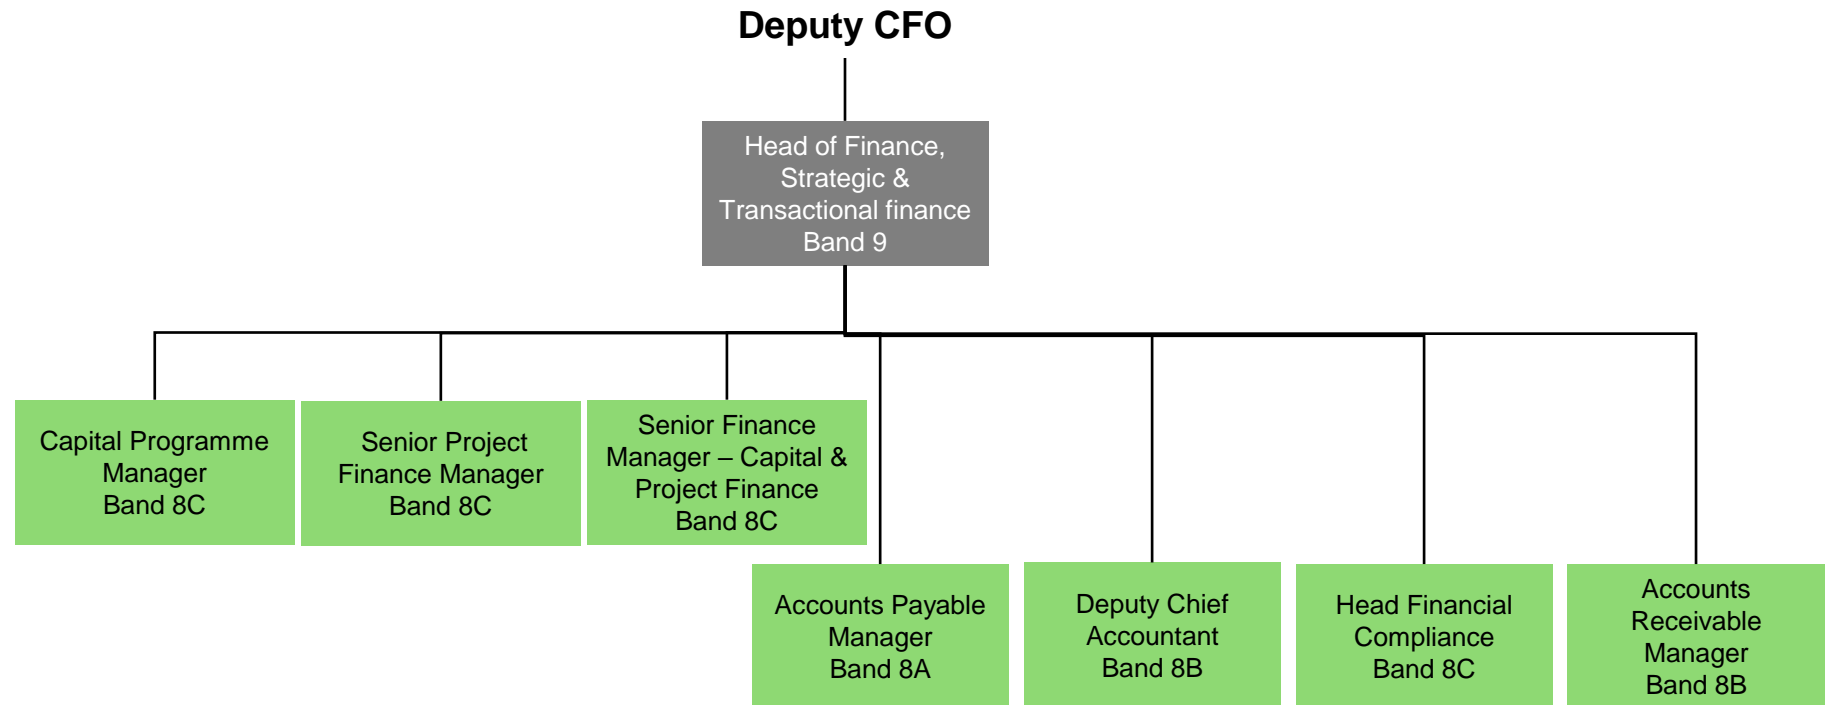 Deputy CFO
Head of Finance,
Strategic &
Transactional finance
Band 9
Capital Programme
Manager
Band 8C
Senior Project
Finance Manager
Band 8C
Senior Finance
Manager – Capital &
Project Finance
Band 8C
Accounts Payable
Manager
Band 8A
Deputy Chief
Accountant
Band 8B
Head Financial
Compliance
Band 8C
Accounts
Receivable
Manager
Band 8B